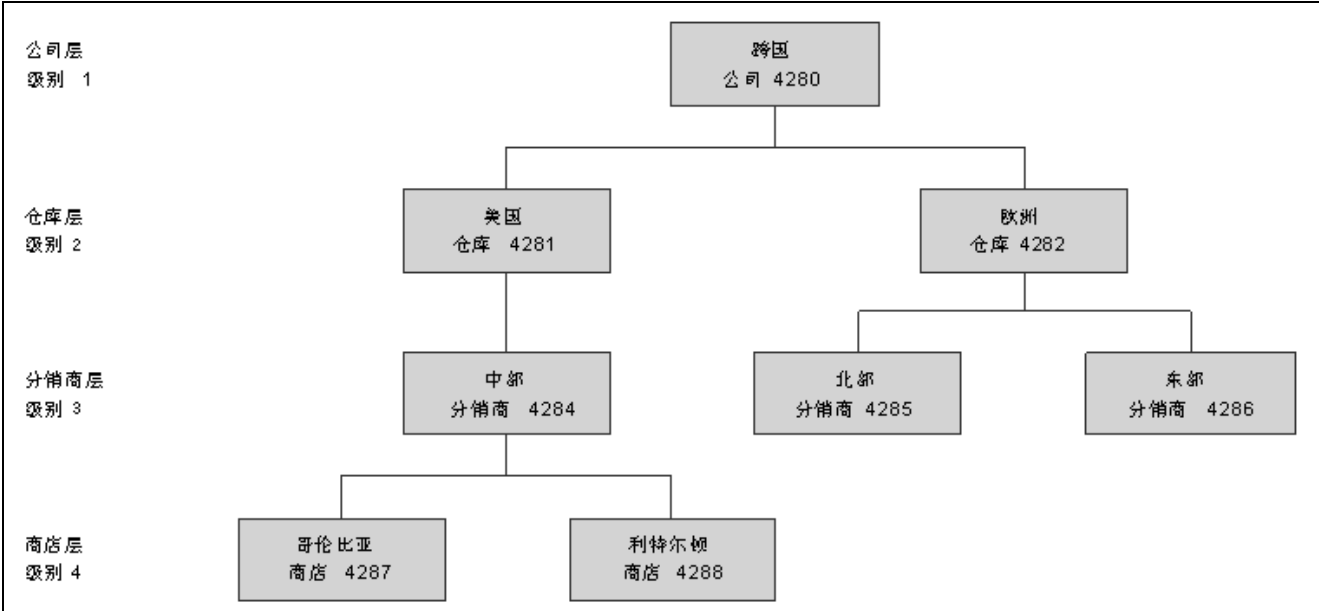 公司层
级别 1
跨国
公司 4280
仓库层
级别 2
美国
仓库 4281
欧洲
仓库 4282
分销商层
级别 3
中部
分销商 4284
北部
分销商 4285
东部
分销商 4286
商店层
级别 4
哥伦比亚
商店 4287
利特尔顿
商店 4288